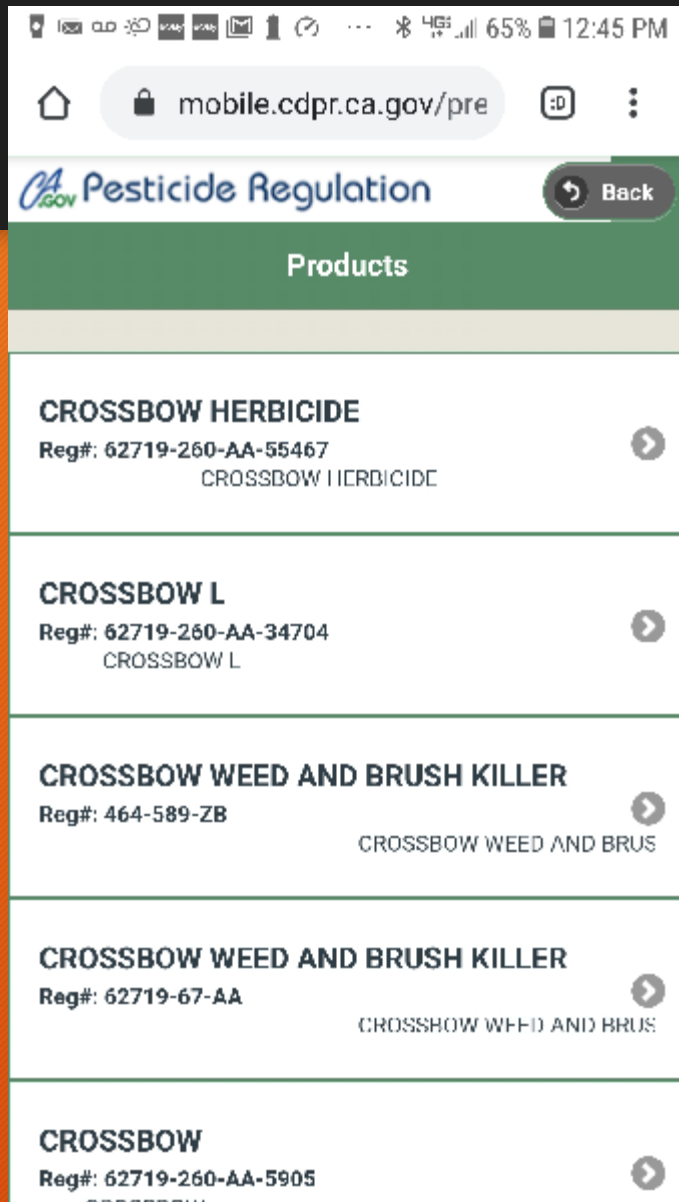 65% 12:45 PM
mobile.cdpr.ca.gov/pre :D
CA.GOV Pesticide Regulation Back
Products
CROSSBOW HERBICIDE
Reg#: 62719-260-AA-55467
CROSSBOW HERBICIDE
CROSSBOW L
Reg#: 62719-260-AA-34704
CROSSBOW L
CROSSBOW WEED AND BRUSH KILLER
Reg#: 464-589-ZB
CROSSBOW WEED AND BRUS
CROSSBOW WEED AND BRUSH KILLER
Reg#: 62719-67-AA
CROSSBOW WEED AND BRUS
CROSSBOW
Reg#: 62719-260-AA-5905